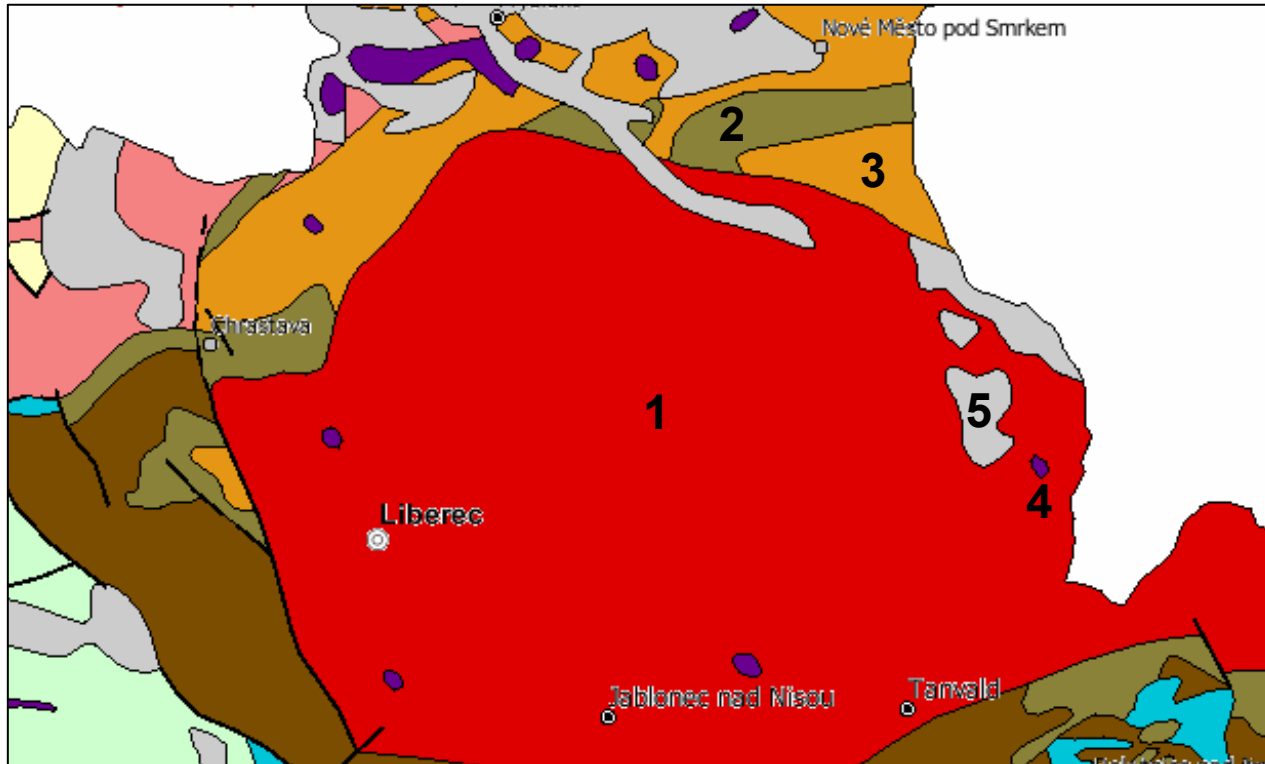 Nové Město pod Smrkem
2
3
Chrastava
1
5
Liberec
4
Jablonec nad Nisou
Tanvald